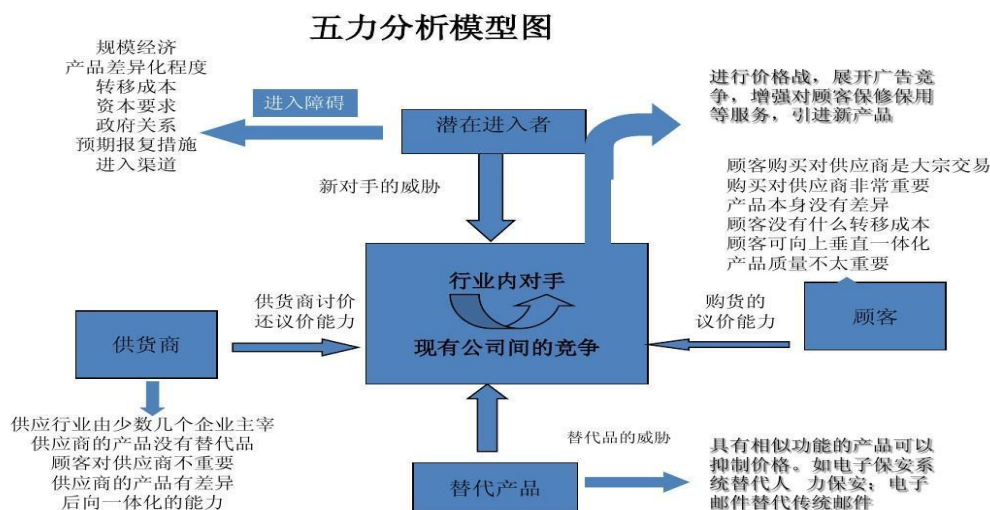 五力分析模型图
规模经济
产品差异化程度
转移成本
资本要求
政府关系
预期报复措施
进入渠道
进入障碍
潜在进入者
进行价格战，展开广告竞
争，增强对顾客保修保用
等服务，引进新产品
新对手的威胁
顾客购买对供应商是大宗交易
购买对供应商非常重要
产品本身没有差异
顾客没有什么转移成本
顾客可向上垂直一体化
产品质量不太重要
行业内对手
现有公司间的竞争
供货商讨价
还议价能力
购货的
议价能力
供货商
顾客
供应行业由少数几个企业主宰
供应商的产品没有替代品
顾客对供应商不重要
供应商的产品有差异
后向一体化的能力
替代品的威胁
替代产品
具有相似功能的产品可以
抑制价格。如电子保安系
统替代人 力保安；电子
邮件替代传统邮件